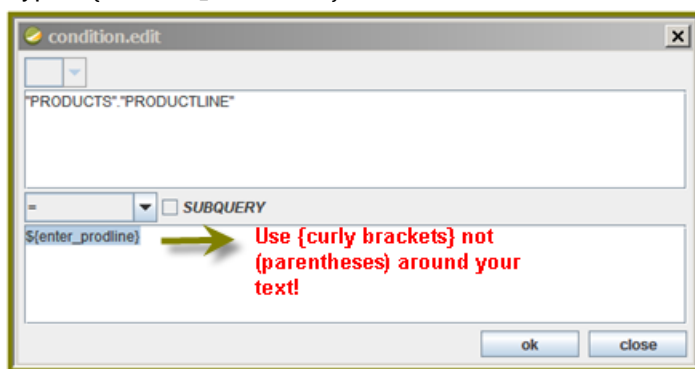 condition.edit
"PRODUCTS"."PRODUCTLINE"
= SUBQUERY
${enter_prodline}
Use {curly brackets} not
(parentheses) around your
text!
ok close